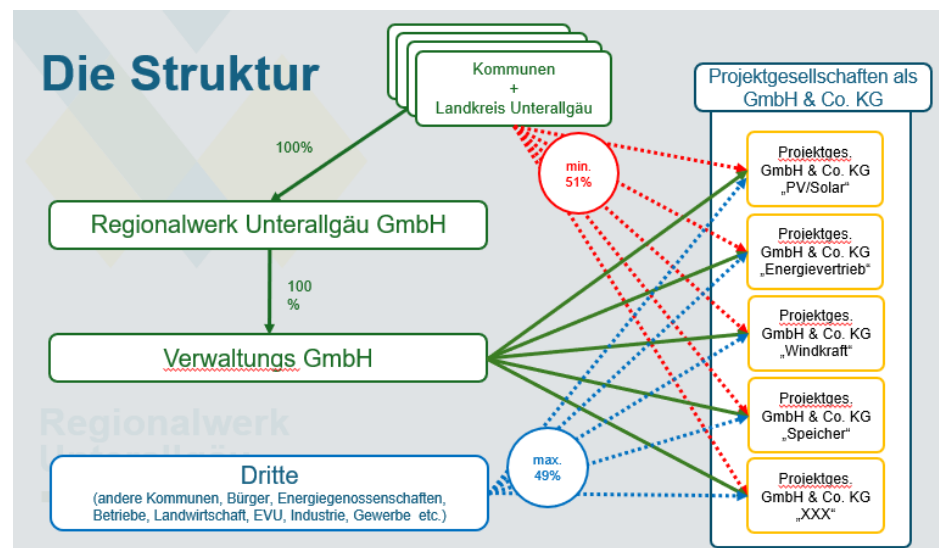 Die Struktur
Kommunen
+
Landkreis Unterallgäu
Projektgesellschaften als
GmbH & Co. KG
100%
min.
51%
Projektges.
GmbH & Co. KG
„PV/Solar“
Regionalwerk Unterallgäu GmbH
Projektges.
GmbH & Co. KG
„Energievertrieb“
100
%
Projektges.
GmbH & Co. KG
„Windkraft“
Verwaltungs GmbH
Projektges.
GmbH & Co. KG
„Speicher“
Regionalwerk
Unterallgäu
Dritte
(andere Kommunen, Bürger, Energiegenossenschaften,
Betriebe, Landwirtschaft, EVU, Industrie, Gewerbe etc.)
max.
49%
Projektges.
GmbH & Co. KG
„XXX“